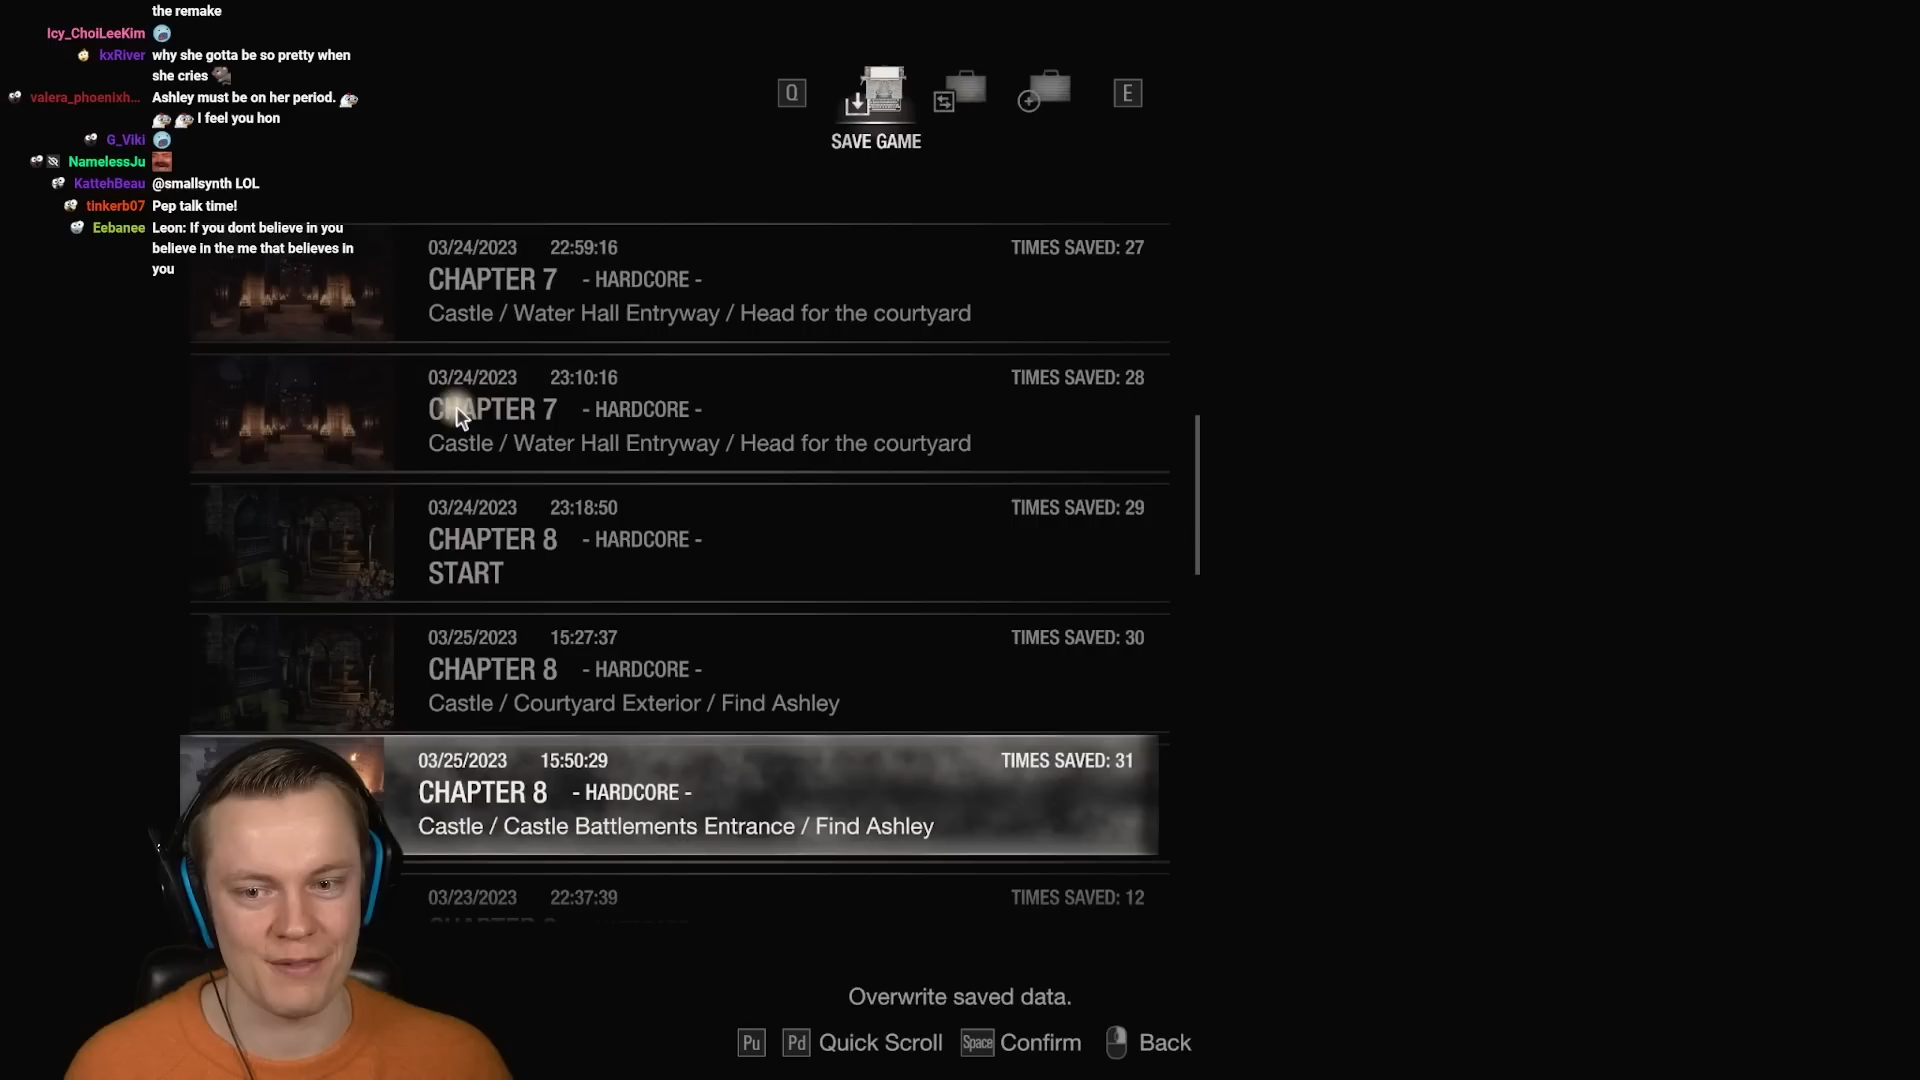 the remake
Icy_ChoiLeeKim
kxRiver why she gotta be so pretty when
she cries
valera_phoenixh... Ashley must be on her period.
I feel you hon
G_Viki
NamelessJu
KattehBeau @smallsynth LOL
tinkerb07 Pep talk time!
Eebanee Leon: If you dont believe in you
believe in the me that believes in
you
Q E
SAVE GAME
03/24/2023 22:59:16 TIMES SAVED: 27
CHAPTER 7 - HARDCORE -
Castle / Water Hall Entryway / Head for the courtyard
03/24/2023 23:10:16 TIMES SAVED: 28
CHAPTER 7 - HARDCORE -
Castle / Water Hall Entryway / Head for the courtyard
03/24/2023 23:18:50 TIMES SAVED: 29
CHAPTER 8 - HARDCORE -
START
03/25/2023 15:27:37 TIMES SAVED: 30
CHAPTER 8 - HARDCORE -
Castle / Courtyard Exterior / Find Ashley
03/25/2023 15:50:29 TIMES SAVED: 31
CHAPTER 8 - HARDCORE -
Castle / Castle Battlements Entrance / Find Ashley
03/23/2023 22:37:39 TIMES SAVED: 12
Overwrite saved data.
Pu Pd Quick Scroll Space Confirm Back